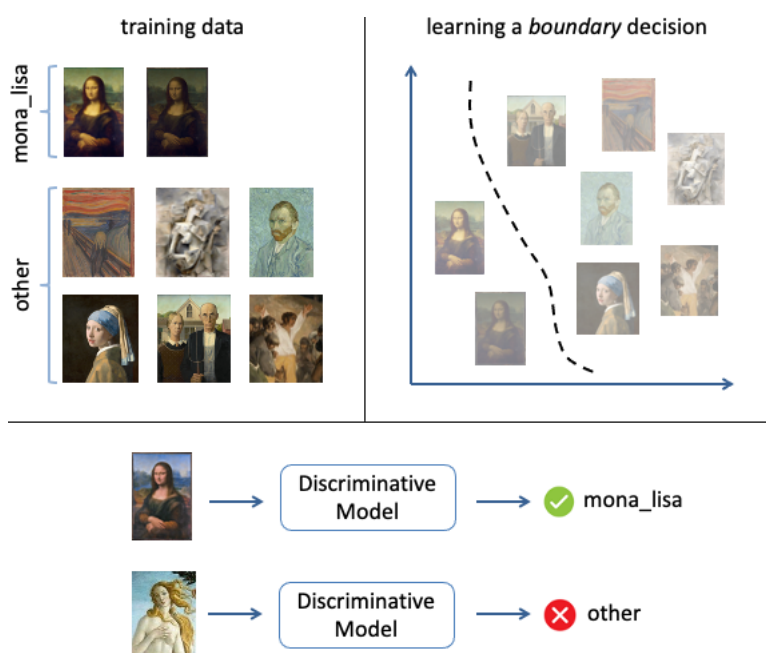 training data
learning a boundary decision
mona_lisa
other
Discriminative
Model
mona_lisa
Discriminative
Model
other